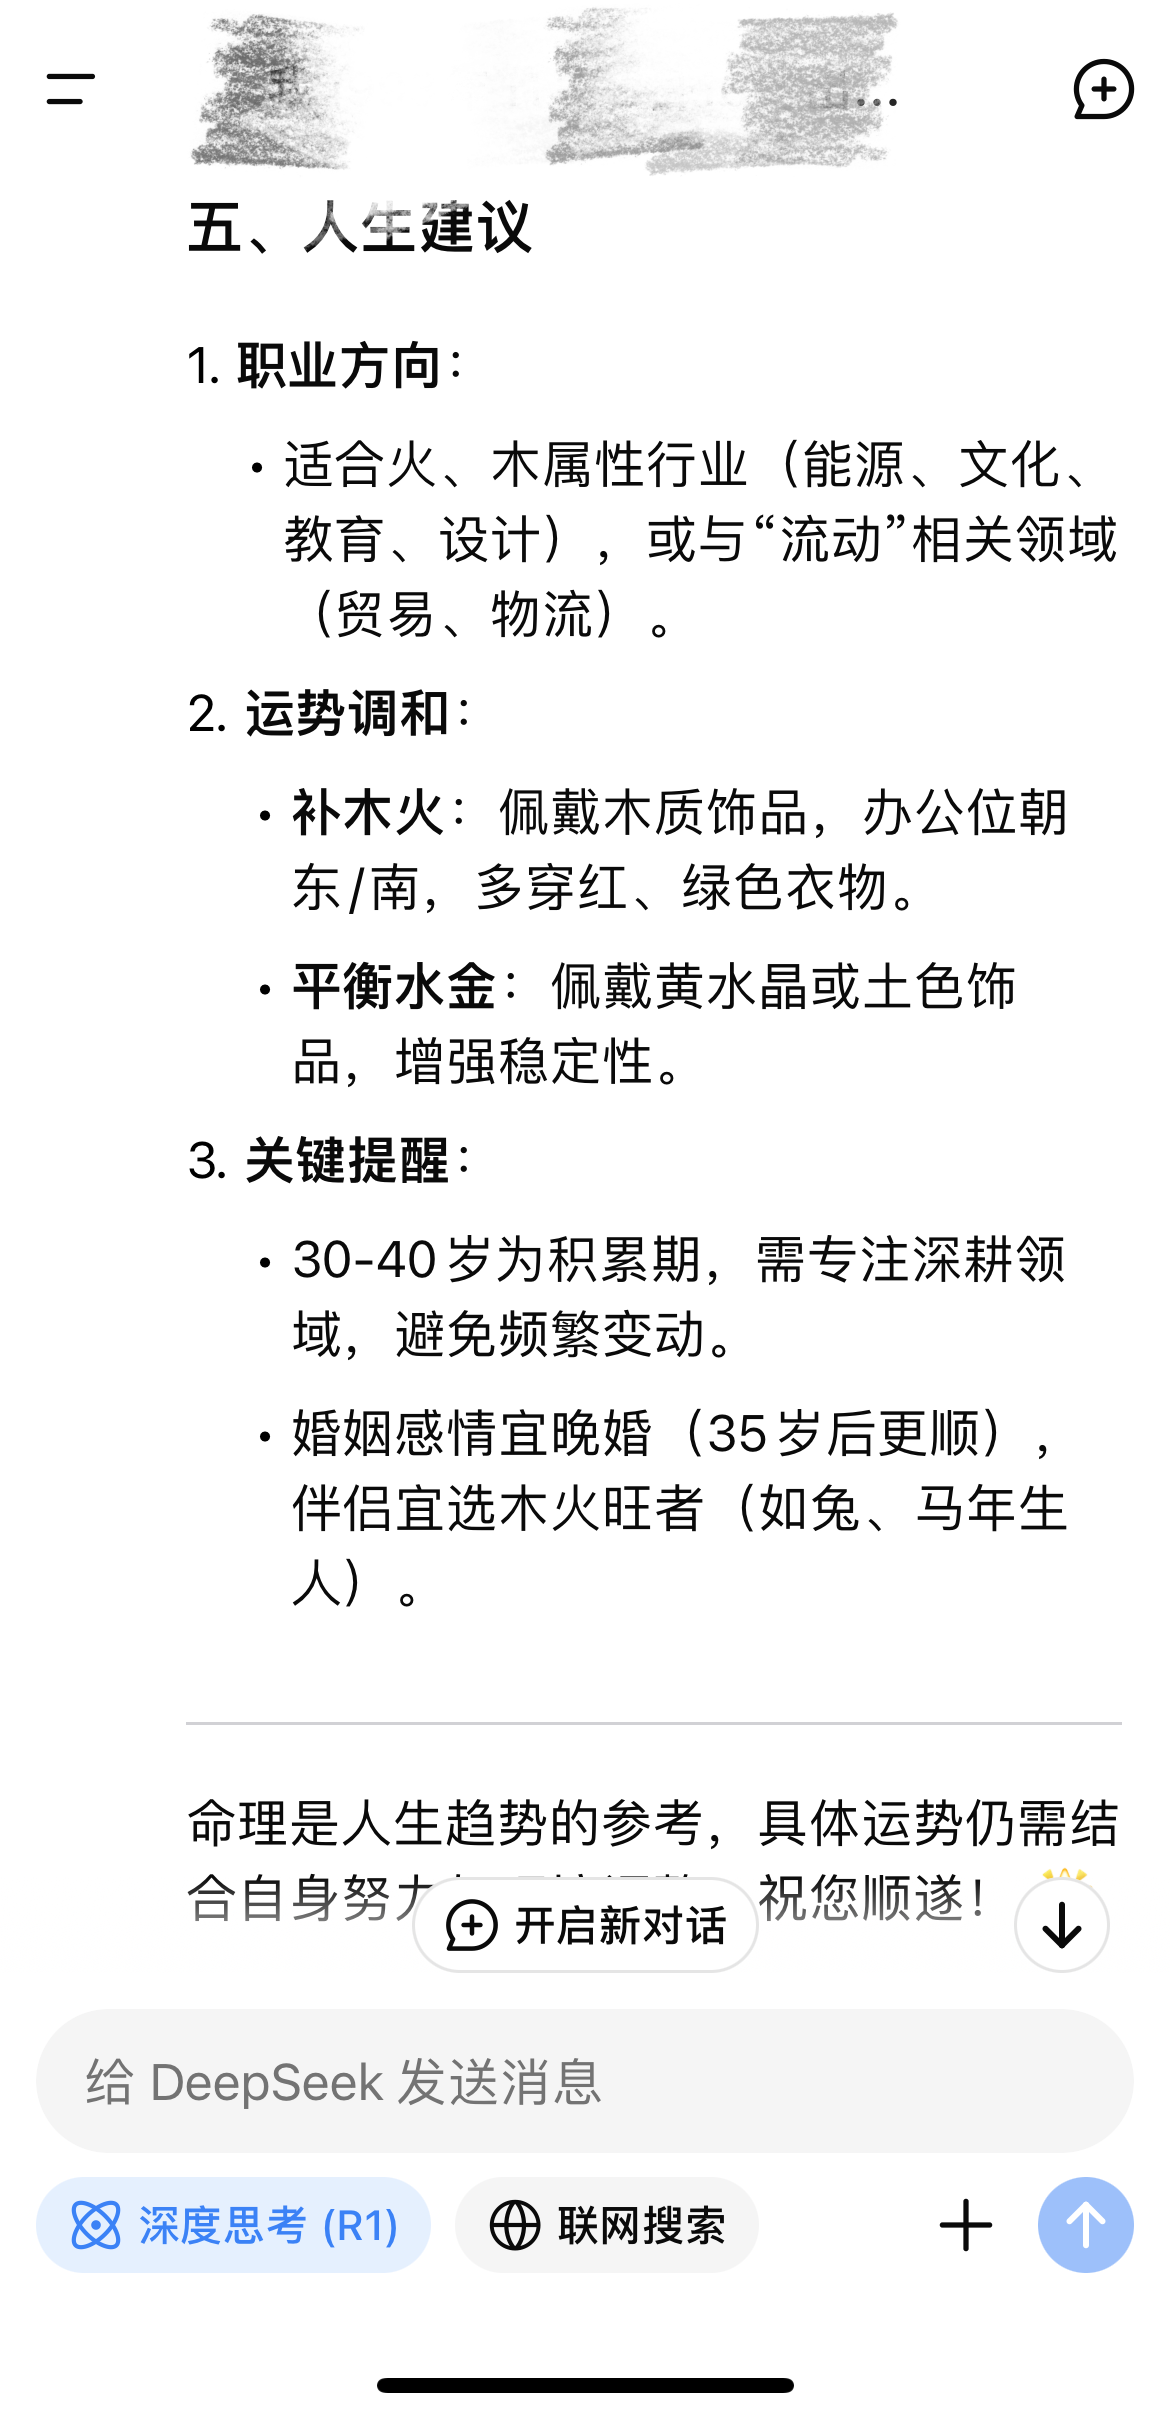 ...
五、人生建议
1. 职业方向：
• 适合火、木属性行业（能源、文化、
教育、设计），或与“流动”相关领域
（贸易、物流）。
2. 运势调和：
• 补木火：佩戴木质饰品，办公位朝
东/南，多穿红、绿色衣物。
• 平衡水金：佩戴黄水晶或土色饰
品，增强稳定性。
3. 关键提醒：
• 30-40岁为积累期，需专注深耕领
域，避免频繁变动。
• 婚姻感情宜晚婚（35岁后更顺），
伴侣宜选木火旺者（如兔、马年生
人）。
命理是人生趋势的参考，具体运势仍需结
合自身努力 祝您顺遂！
开启新对话
给 DeepSeek 发送消息
深度思考 (R1) 联网搜索